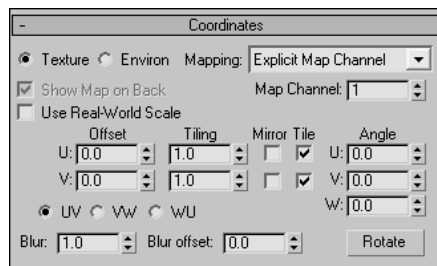 - Coordinates
Texture Environ Mapping: Explicit Map Channel
Show Map on Back Map Channel: 1
Use Real-World Scale
Offset Tiling Mirror Tile Angle
U: 0.0 1.0 U: 0.0
V: 0.0 1.0 V: 0.0
W: 0.0
UV VW WU
Blur: 1.0 Blur offset: 0.0 Rotate